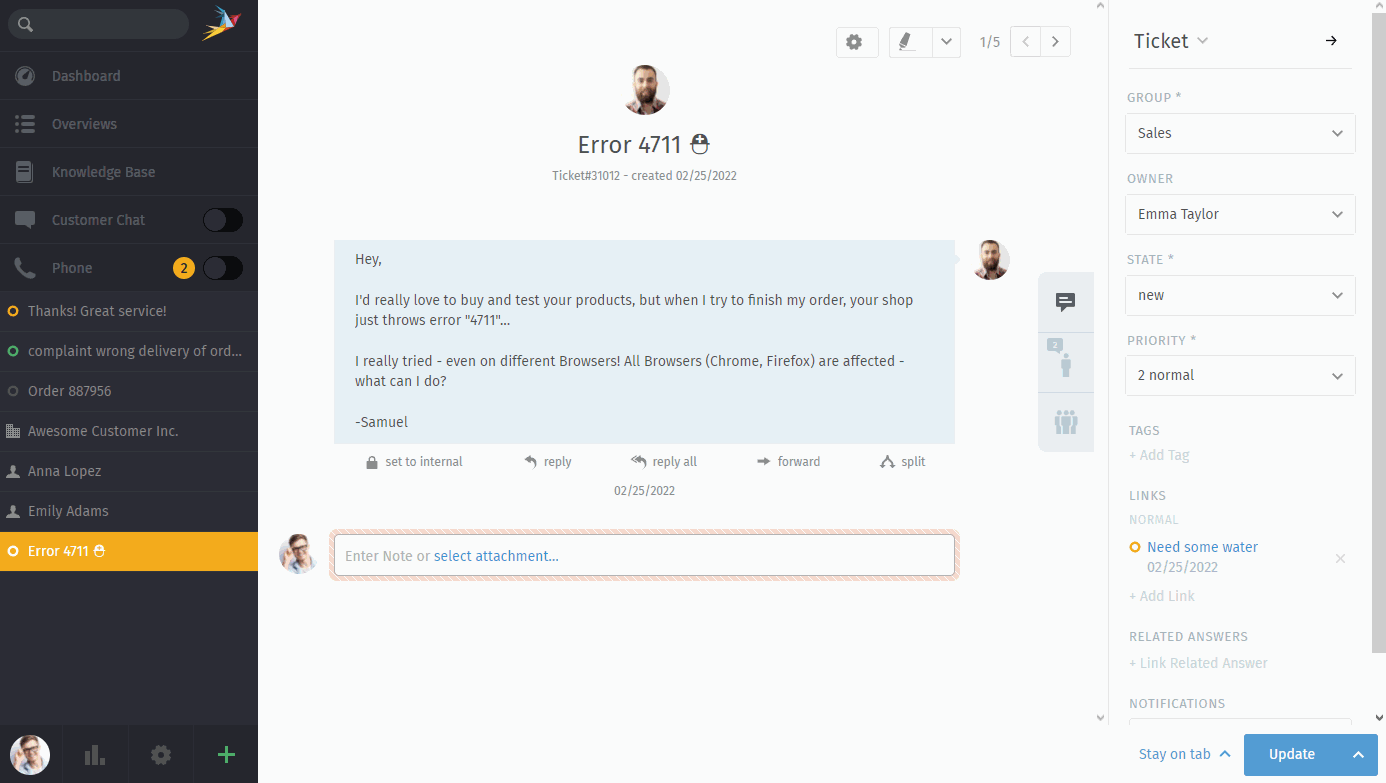 Dashboard
Overviews
Knowledge Base
Customer Chat
Phone 2
Thanks! Great service!
complaint wrong delivery of ord...
Order 887956
Awesome Customer Inc.
Anna Lopez
Emily Adams
Error 4711
1/5
Error 4711
Ticket#31012 - created 02/25/2022
Hey,
I'd really love to buy and test your products, but when I try to finish my order, your shop
just throws error "4711"...
I really tried - even on different Browsers! All Browsers (Chrome, Firefox) are affected -
what can I do?
-Samuel
set to internal reply reply all forward split
02/25/2022
Enter Note or select attachment...
2
Ticket
GROUP *
Sales
OWNER
Emma Taylor
STATE *
new
PRIORITY *
2 normal
TAGS
+ Add Tag
LINKS
NORMAL
Need some water
02/25/2022
+ Add Link
RELATED ANSWERS
+ Link Related Answer
NOTIFICATIONS
Stay on tab Update